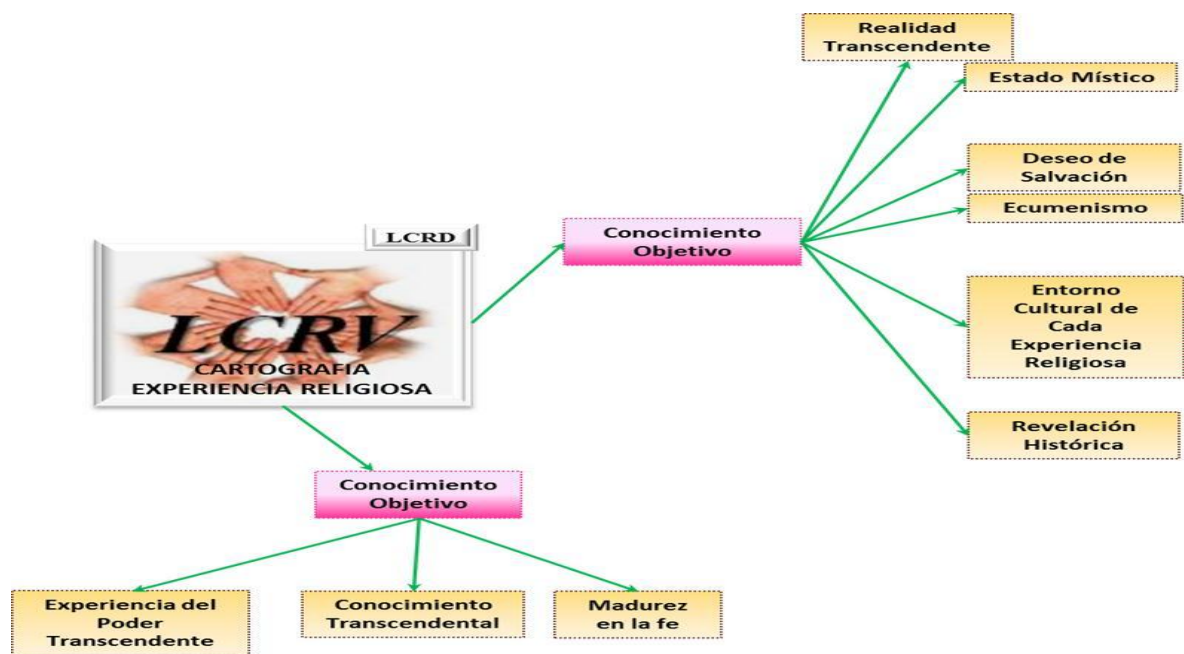 Realidad
Transcendente
Estado Místico
Deseo de
Salvación
Ecumenismo
LCRD
Conocimiento
Objetivo
LCRV
CARTOGRAFIA
EXPERIENCIA RELIGIOSA
Entorno
Cultural de
Cada
Experiencia
Religiosa
Revelación
Histórica
Conocimiento
Objetivo
Experiencia del
Poder
Transcendente
Conocimiento
Transcendental
Madurez
en la fe